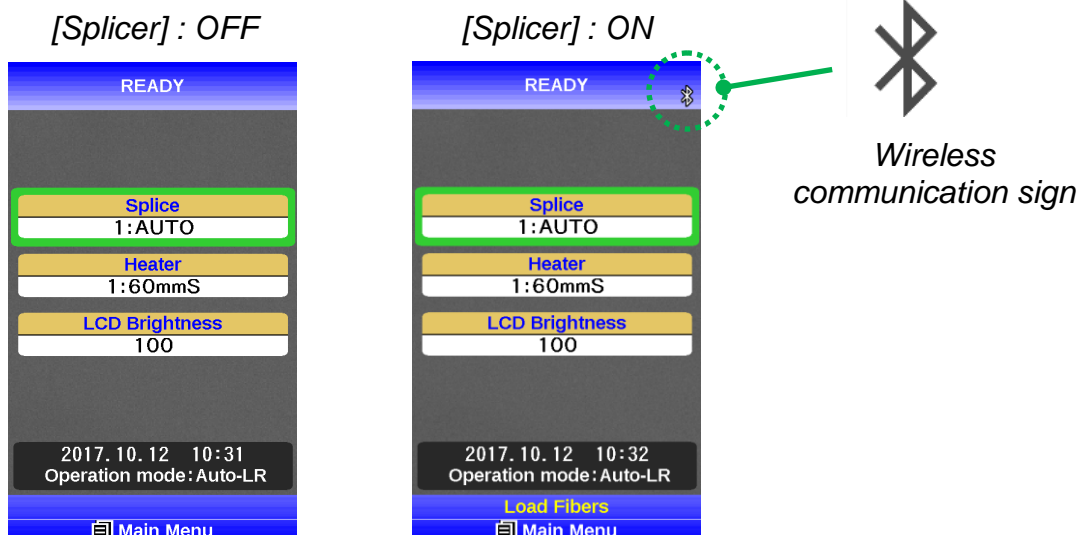 [Splicer] : OFF
READY
Splice
1:AUTO
Heater
1:60mmS
LCD Brightness
100
2017.10.12 10:31
Operation mode:Auto-LR
Main Menu
[Splicer] : ON
READY
Splice
1:AUTO
Heater
1:60mmS
LCD Brightness
100
2017.10.12 10:32
Operation mode:Auto-LR
Load Fibers
Main Menu
Wireless
communication sign